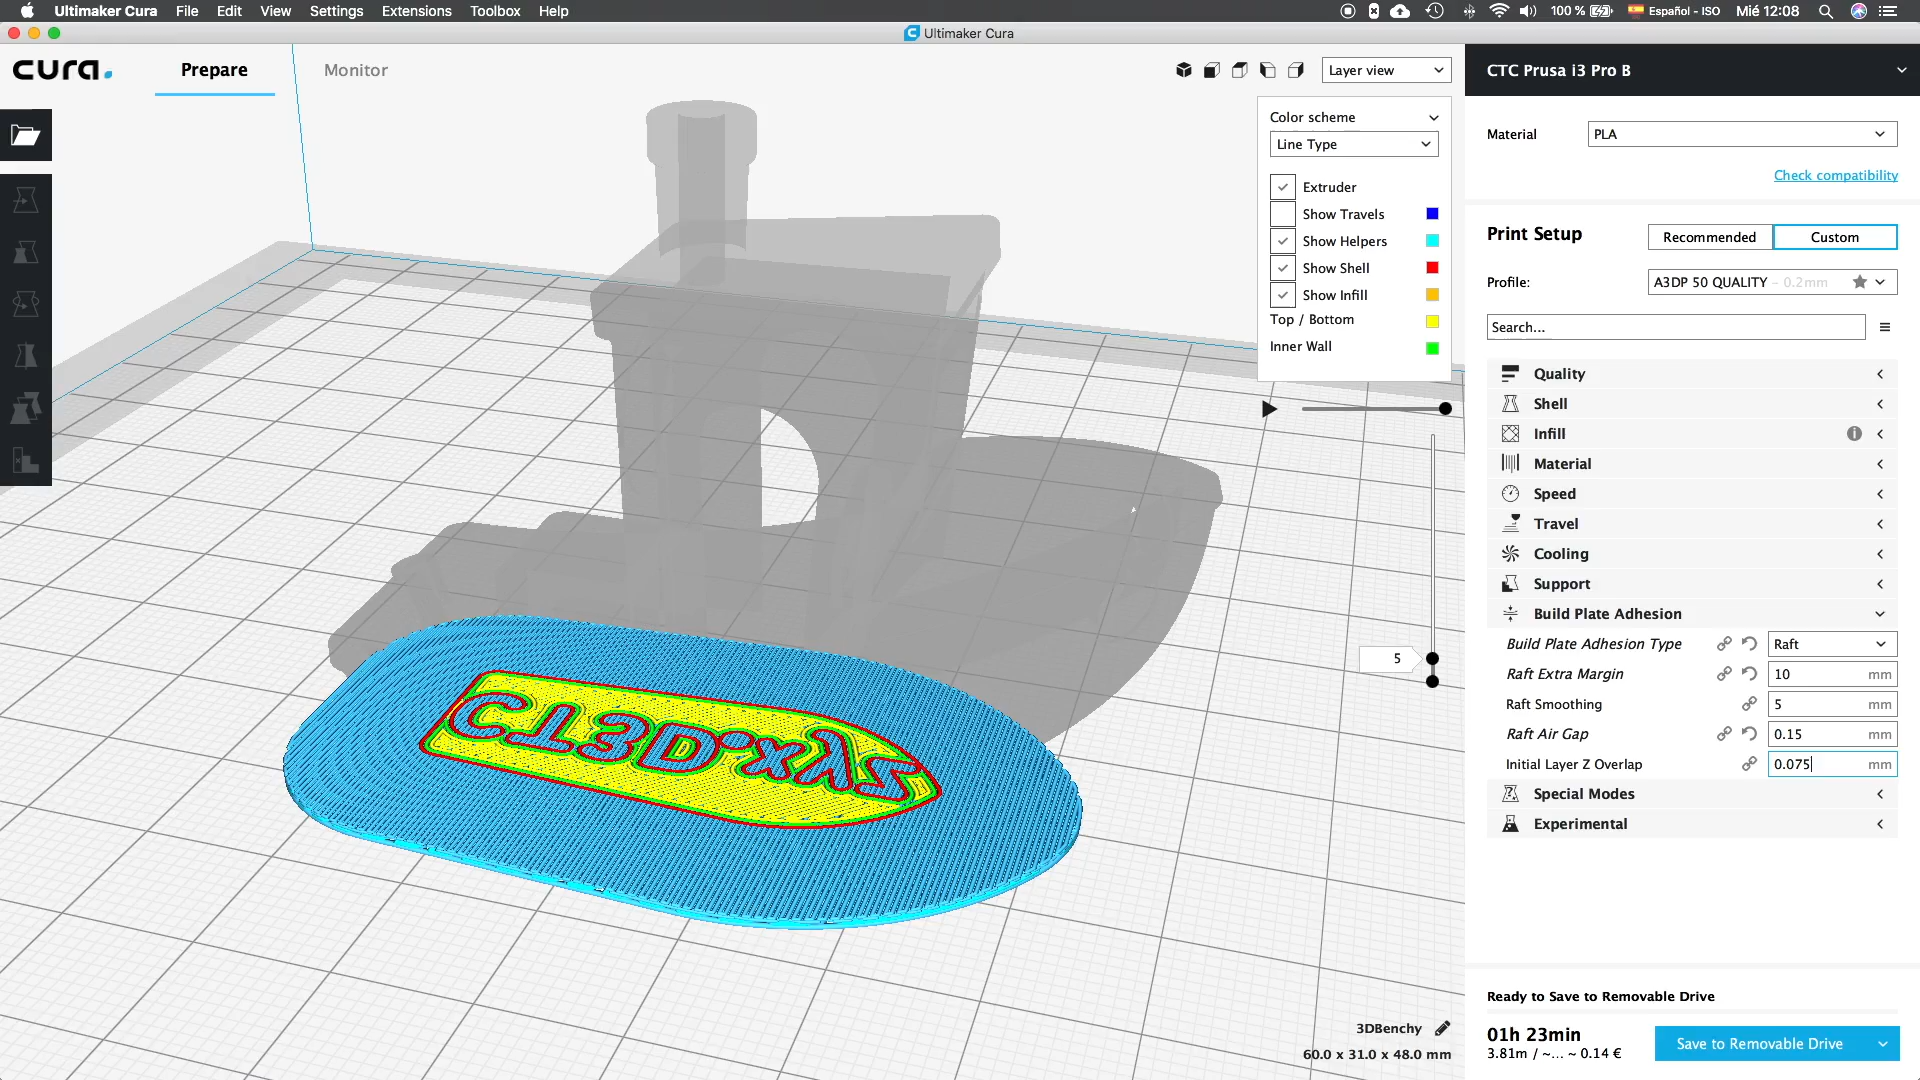 Ultimaker Cura File Edit View Settings Extensions Toolbox Help 100 % Español - ISO Mié 12:08
Ultimaker Cura
cura. Prepare Monitor Layer view CTC Prusa i3 Pro B
Color scheme
Line Type
Extruder
Show Travels
Show Helpers
Show Shell
Show Infill
Top / Bottom
Inner Wall
5
Material PLA
Check compatibility
Print Setup Recommended Custom
Profile: A3DP 50 QUALITY - 0.2mm
Search...
Quality
Shell
Infill
Material
Speed
Travel
Cooling
Support
Build Plate Adhesion
Build Plate Adhesion Type Raft
Raft Extra Margin 10 mm
Raft Smoothing 5 mm
Raft Air Gap 0.15 mm
Initial Layer Z Overlap 0.075 mm
Special Modes
Experimental
3DBenchy
60.0 x 31.0 x 48.0 mm
Ready to Save to Removable Drive
01h 23min
3.81m / ~... ~ 0.14 €
Save to Removable Drive